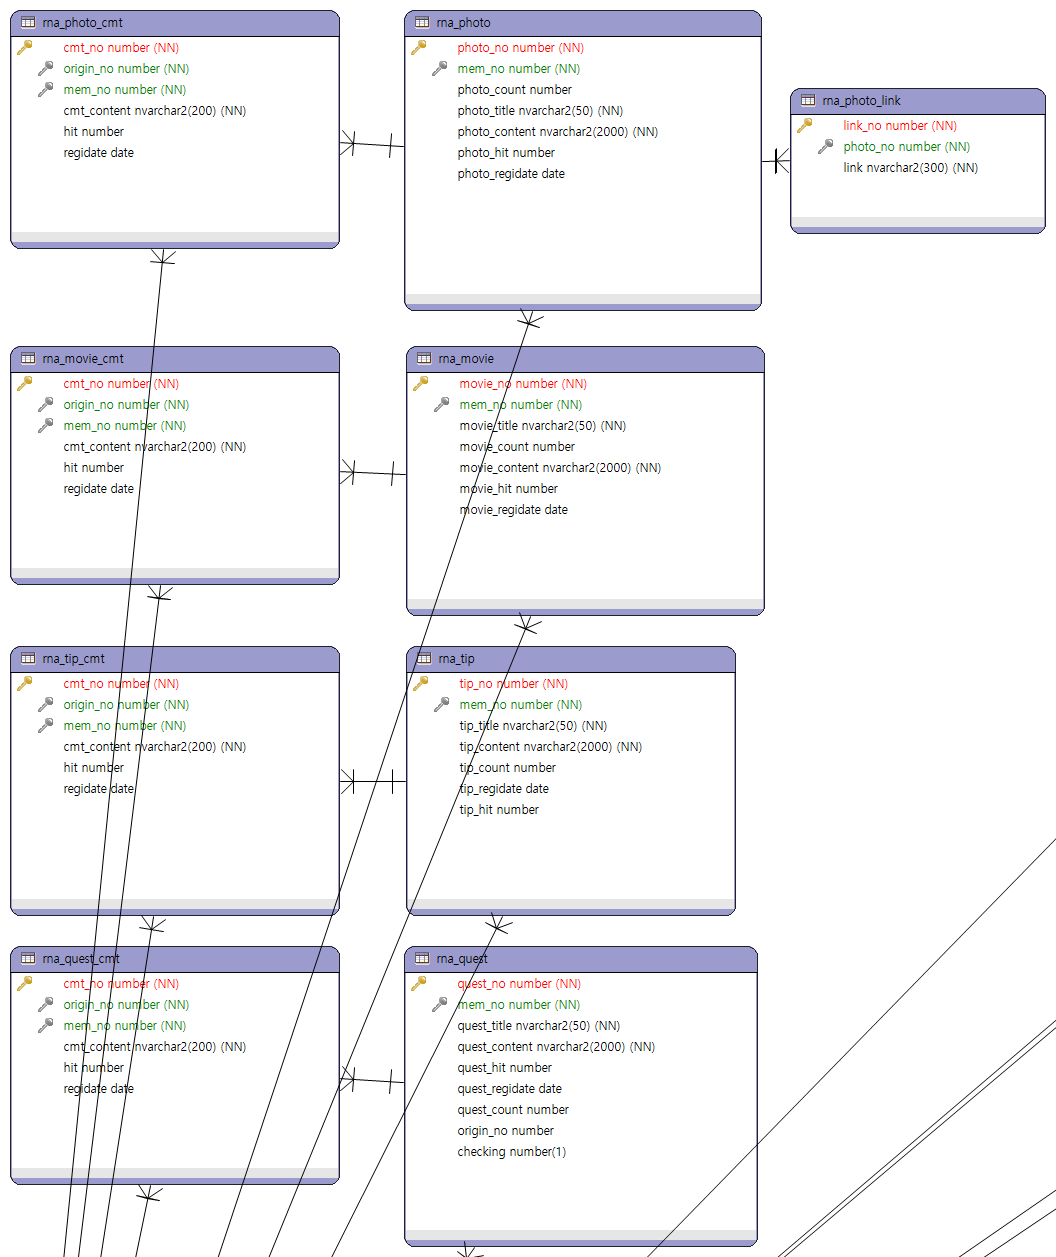 rna_photo_cmt
cmt_no number (NN)
origin_no number (NN)
mem_no number (NN)
cmt_content nvarchar2(200) (NN)
hit number
regidate date
rna_photo
photo_no number (NN)
mem_no number (NN)
photo_count number
photo_title nvarchar2(50) (NN)
photo_content nvarchar2(2000) (NN)
photo_hit number
photo_regidate date
rna_photo_link
link_no number (NN)
photo_no number (NN)
link nvarchar2(300) (NN)
rna_movie_cmt
cmt_no number (NN)
origin_no number (NN)
mem_no number (NN)
cmt_content nvarchar2(200) (NN)
hit number
regidate date
rna_movie
movie_no number (NN)
mem_no number (NN)
movie_title nvarchar2(50) (NN)
movie_count number
movie_content nvarchar2(2000) (NN)
movie_hit number
movie_regidate date
rna_tip_cmt
cmt_no number (NN)
origin_no number (NN)
mem_no number (NN)
cmt_content nvarchar2(200) (NN)
hit number
regidate date
rna_tip
tip_no number (NN)
mem_no number (NN)
tip_title nvarchar2(50) (NN)
tip_content nvarchar2(2000) (NN)
tip_count number
tip_regidate date
tip_hit number
rna_quest_cmt
cmt_no number (NN)
origin_no number (NN)
mem_no number (NN)
cmt_content nvarchar2(200) (NN)
hit number
regidate date
rna_quest
quest_no number (NN)
mem_no number (NN)
quest_title nvarchar2(50) (NN)
quest_content nvarchar2(2000) (NN)
quest_hit number
quest_regidate date
quest_count number
origin_no number
checking number(1)